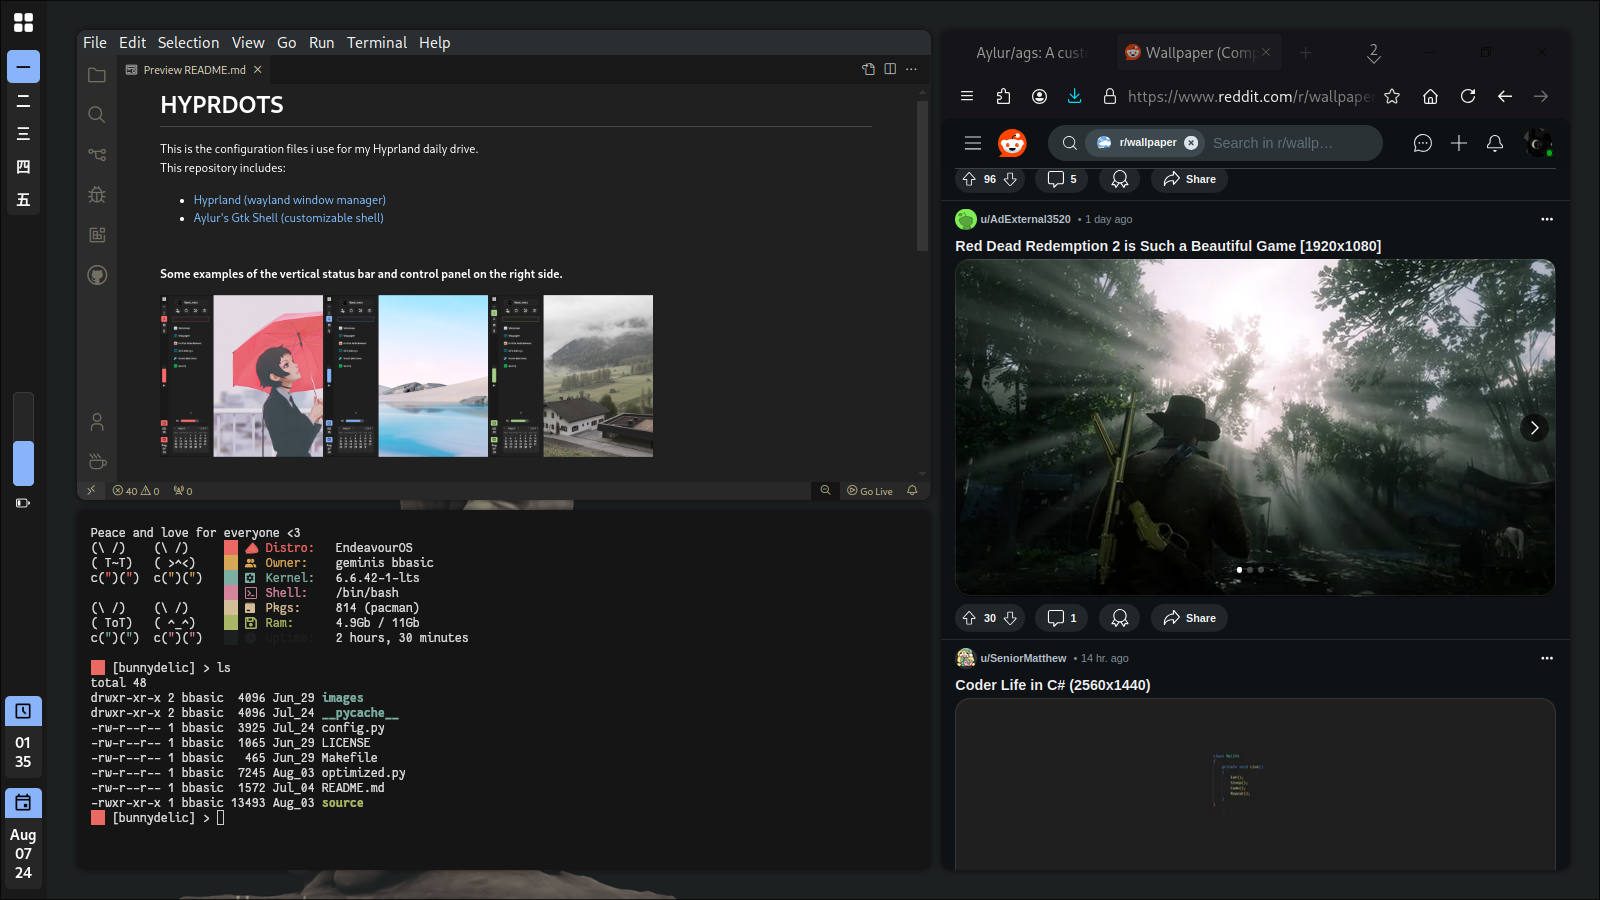 一
二
三
四
五
01
35
Aug
07
24
File Edit Selection View Go Run Terminal Help
Preview README.md
HYPRDOTS
This is the configuration files i use for my Hyprland daily drive.
This repository includes:
Hyprland (wayland window manager)
Aylur's Gtk Shell (customizable shell)
Some examples of the vertical status bar and control panel on the right side.
40 0 0
Go Live
Peace and love for everyone <3
(\ /)   (\ /)   Distro:   EndeavourOS
( T~T)   ( >^<)   Owner:   geminis bbasic
c(")(")  c(")(")   Kernel:   6.6.42-1-lts
Shell:   /bin/bash
(\ /)   (\ /)   Pkgs:   814 (pacman)
( ToT)   ( ^_^)   Ram:   4.9Gb / 11Gb
c(")(")  c(")(")   Uptime:   2 hours, 30 minutes
[bunnydelic] > ls
total 48
drwxr-xr-x 2 bbasic  4096 Jun_29 images
drwxr-xr-x 2 bbasic  4096 Jul_24 __pycache__
-rw-r--r-- 1 bbasic  3925 Jul_24 config.py
-rw-r--r-- 1 bbasic  1065 Jun_29 LICENSE
-rw-r--r-- 1 bbasic   465 Jun_29 Makefile
-rw-r--r-- 1 bbasic  7245 Aug_03 optimized.py
-rw-r--r-- 1 bbasic  1572 Jul_04 README.md
-rwxr-xr-x 1 bbasic 13493 Aug_03 source
[bunnydelic] >
Aylur/ags: A cust Wallpaper (Comp 2
https://www.reddit.com/r/wallpaper
r/wallpaper Search in r/wallp...
96 5 Share
u/AdExternal3520 • 1 day ago
Red Dead Redemption 2 is Such a Beautiful Game [1920x1080]
30 1 Share
u/SeniorMatthew • 14 hr. ago
Coder Life in C# (2560x1440)